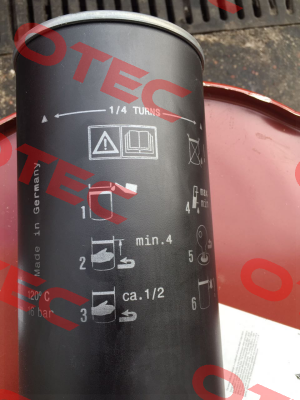 OTEC
1/4 TURNS
Made in Germany
1
max
min. 4
2
5
ca.1/2
3
6
120° C
16 bar